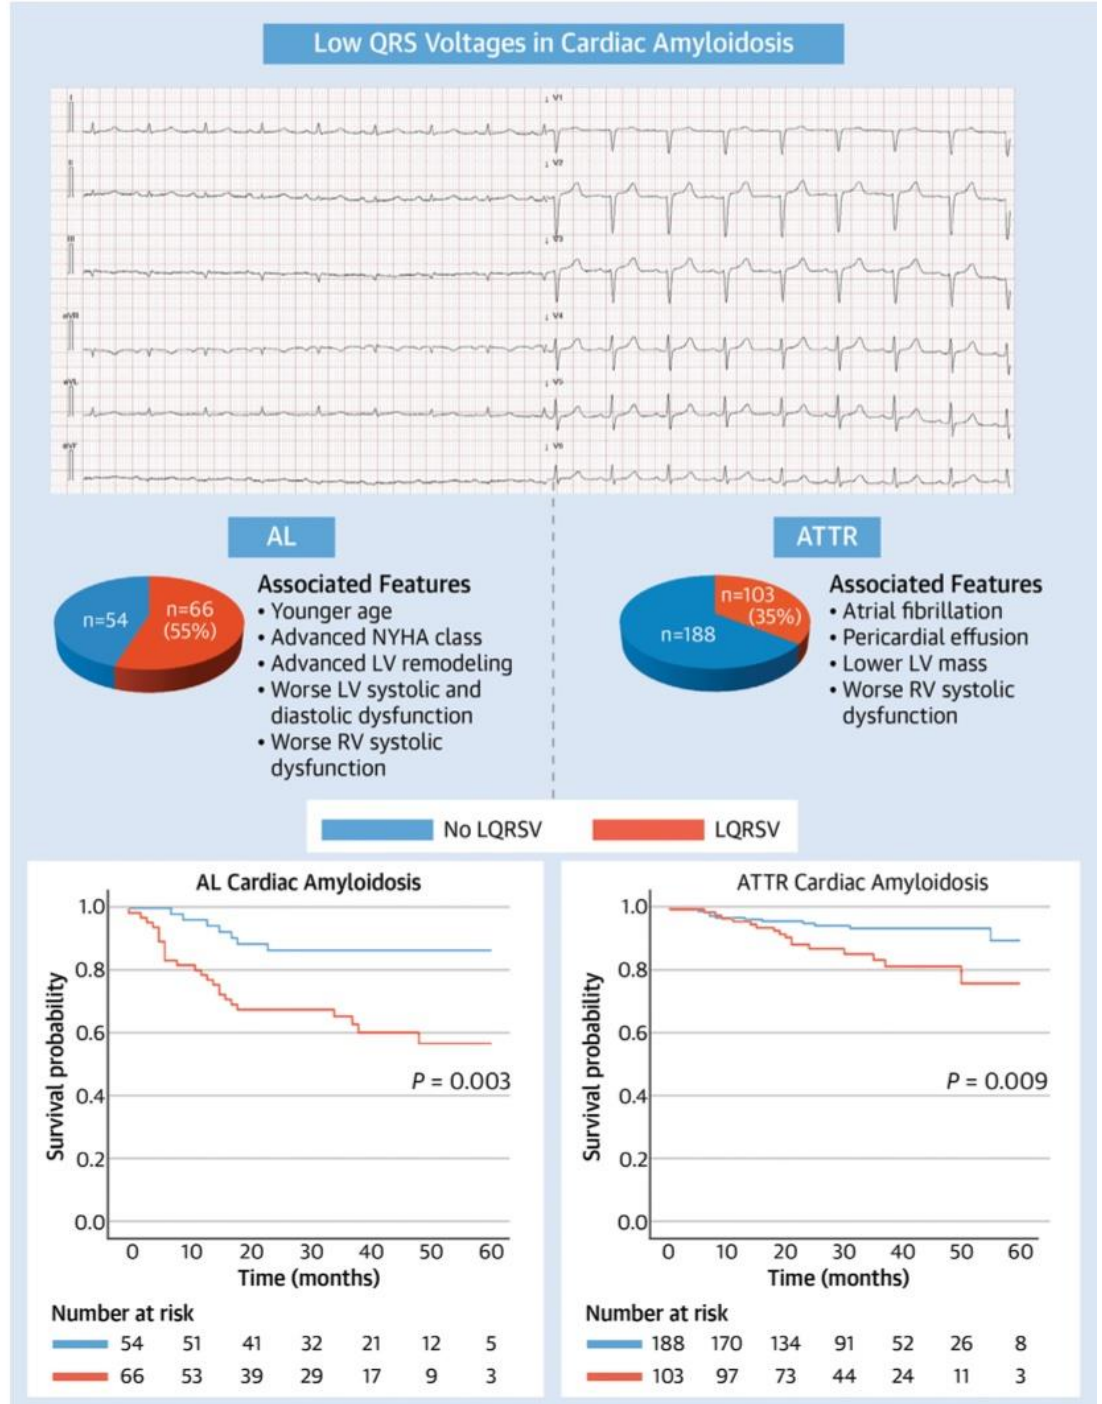 Low QRS Voltages in Cardiac Amyloidosis
I
V1
II
V2
III
V3
aVR
V4
aVL
V5
aVF
V6
AL
n=54
n=66
(55%)
Associated Features
• Younger age
• Advanced NYHA class
• Advanced LV remodeling
• Worse LV systolic and
diastolic dysfunction
• Worse RV systolic
dysfunction
ATTR
n=103
(35%)
n=188
Associated Features
• Atrial fibrillation
• Pericardial effusion
• Lower LV mass
• Worse RV systolic
dysfunction
No LQRSV
LQRSV
AL Cardiac Amyloidosis
Survival probability
1.0
0.8
0.6
0.4
0.2
0.0
P = 0.003
0 10 20 30 40 50 60
Time (months)
Number at risk
54 51 41 32 21 12 5
66 53 39 29 17 9 3
ATTR Cardiac Amyloidosis
Survival probability
1.0
0.8
0.6
0.4
0.2
0.0
P = 0.009
0 10 20 30 40 50 60
Time (months)
Number at risk
188 170 134 91 52 26 8
103 97 73 44 24 11 3